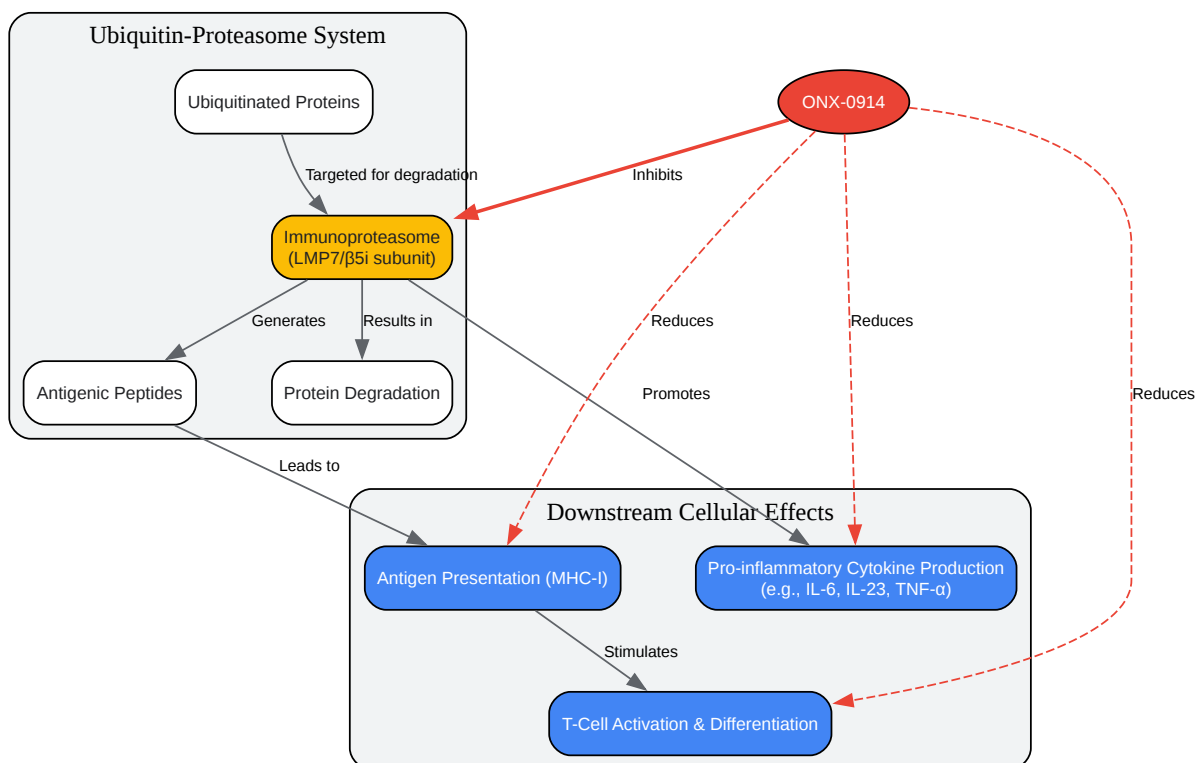 Ubiquitin-Proteasome System
Ubiquitinated Proteins
ONX-0914
Targeted for degradation
Inhibits
Immunoproteasome
(LMP7/β5i subunit)
Generates
Results in
Reduces
Reduces
Antigenic Peptides
Protein Degradation
Promotes
Reduces
Leads to
Downstream Cellular Effects
Antigen Presentation (MHC-I)
Pro-inflammatory Cytokine Production
(e.g., IL-6, IL-23, TNF-α)
Stimulates
T-Cell Activation & Differentiation